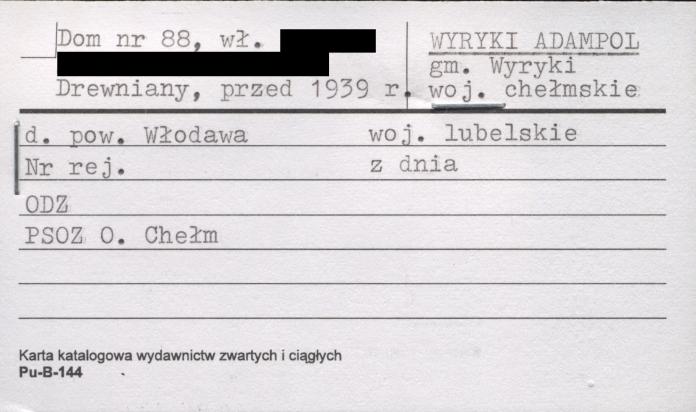 Dom nr 88, wł.
Drewniany, przed 1939 r.
WYRYKI ADAMPOL
gm. Wyryki
woj. chełmskie
d. pow. Włodawa woj. lubelskie
Nr rej. z dnia
ODZ
PSOZ O. Chełm
Karta katalogowa wydawnictw zwartych i ciągłych
Pu-B-144